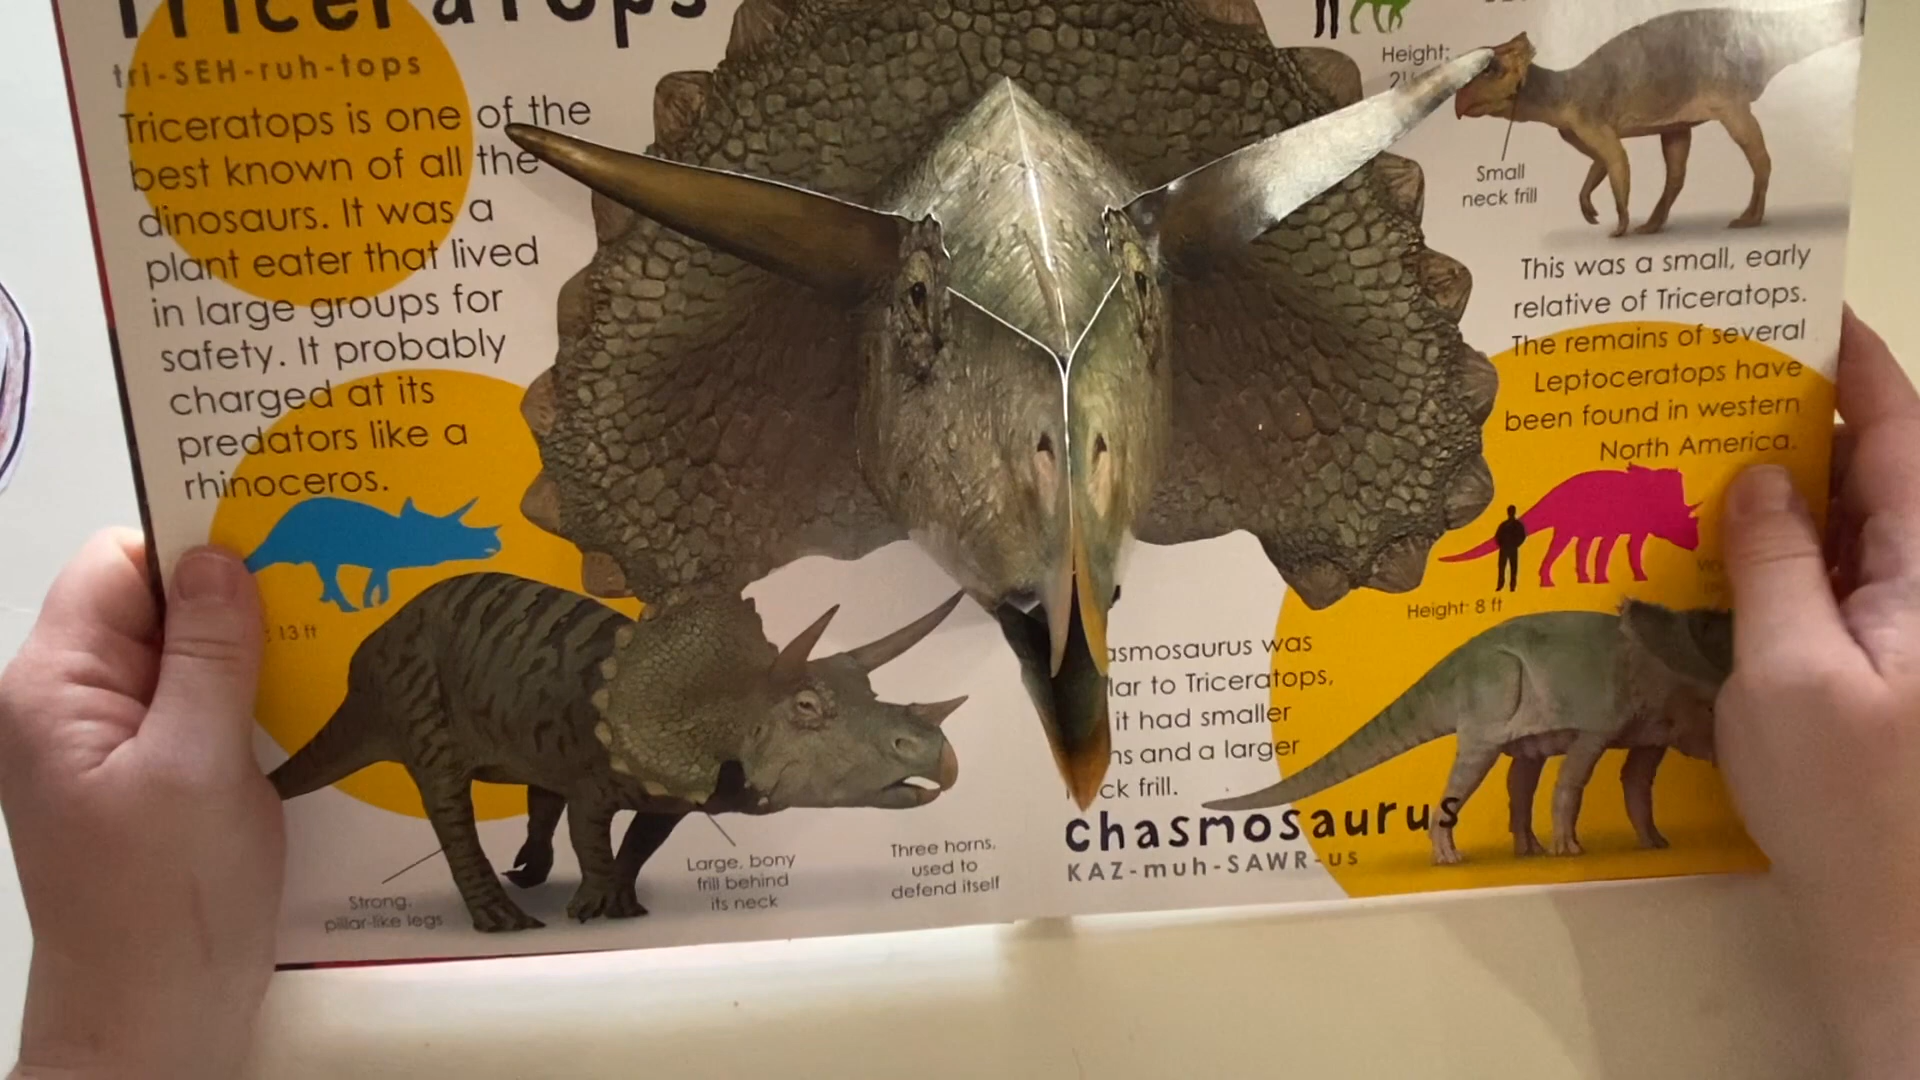 Triceratops
tri-SEH-ruh-tops
Triceratops is one of the
best known of all the
dinosaurs. It was a
plant eater that lived
in large groups for
safety. It probably
charged at its
predators like a
rhinoceros.
: 13 ft
Strong,
pillar-like legs
Large, bony
frill behind
its neck
Three horns,
used to
defend itself
Height:
Small
neck frill
This was a small, early
relative of Triceratops.
The remains of several
Leptoceratops have
been found in western
North America.
Height: 8 ft
asmosaurus was
lar to Triceratops,
it had smaller
ns and a larger
ck frill.
chasmosaurus
KAZ-muh-SAWR-us